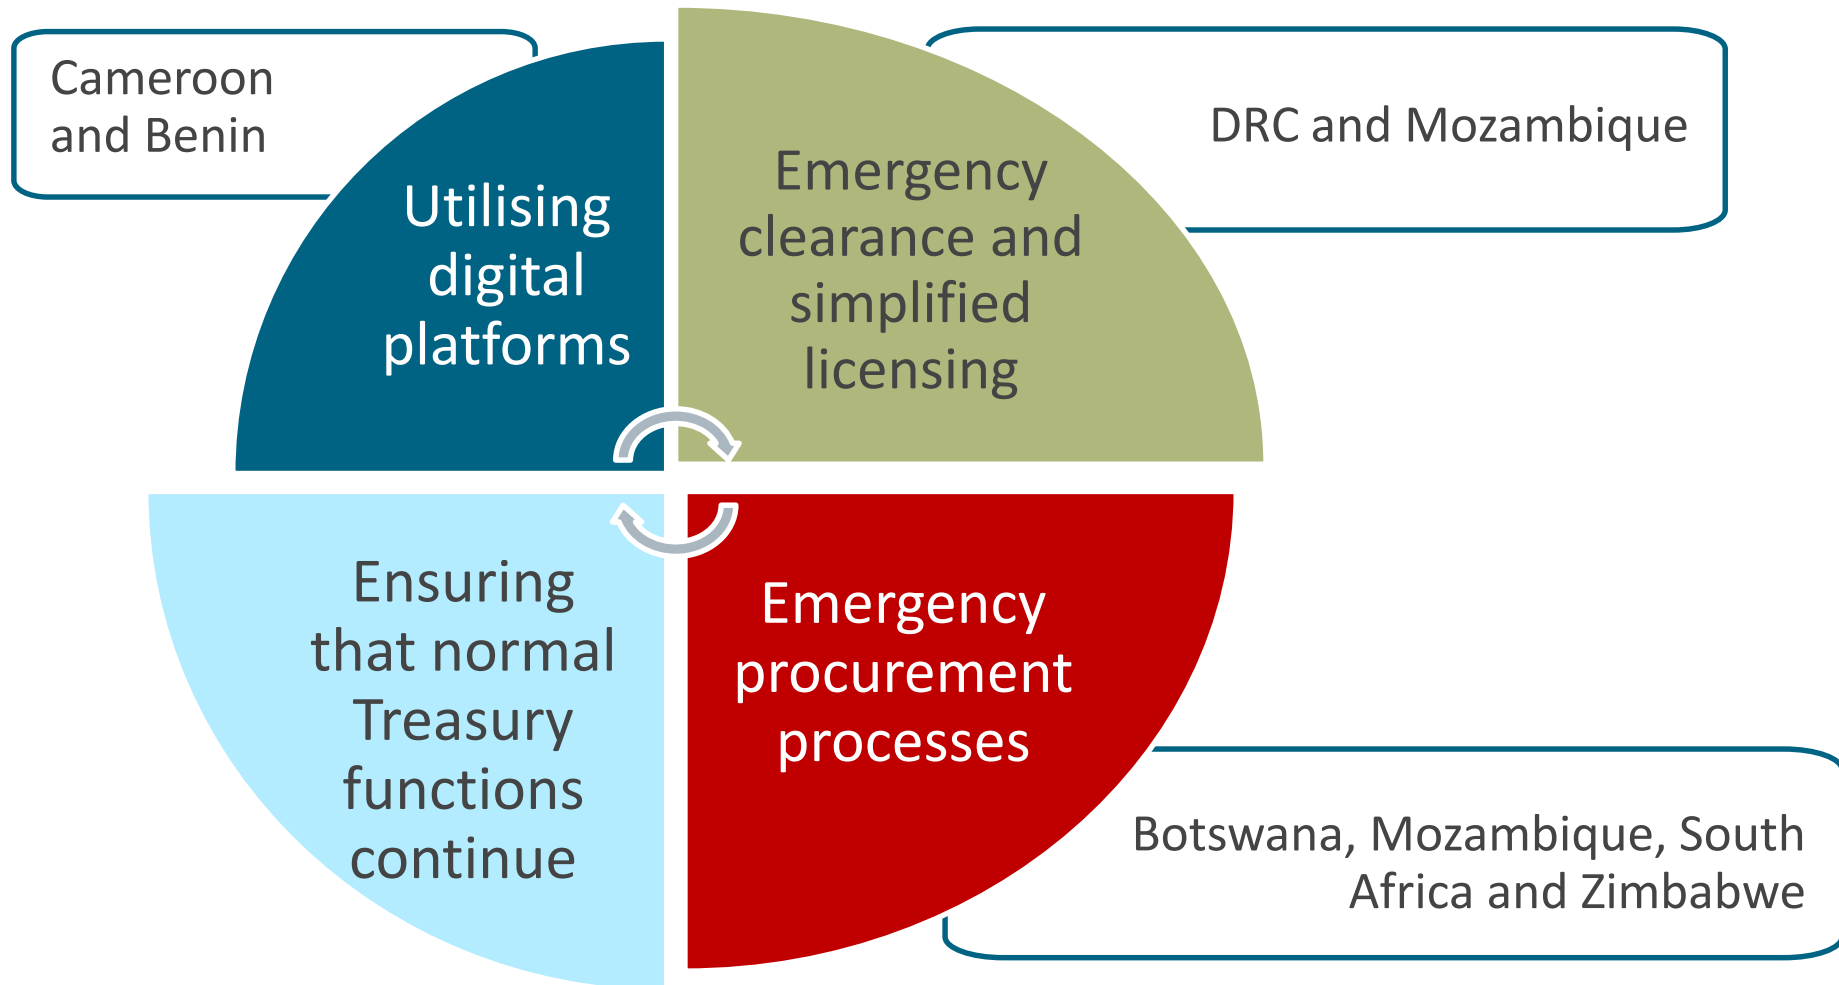 Cameroon
and Benin
Utilising
digital
platforms
Emergency
clearance and
simplified
licensing
DRC and Mozambique
Ensuring
that normal
Treasury
functions
continue
Emergency
procurement
processes
Botswana, Mozambique, South
Africa and Zimbabwe